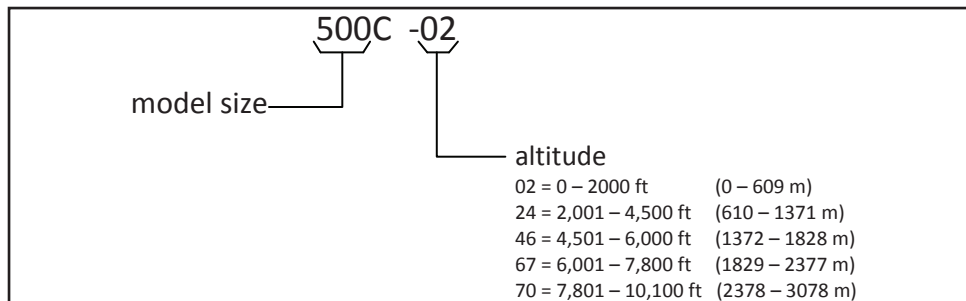 500C -02
model size
altitude
02 = 0 – 2000 ft (0 – 609 m)
24 = 2,001 – 4,500 ft (610 – 1371 m)
46 = 4,501 – 6,000 ft (1372 – 1828 m)
67 = 6,001 – 7,800 ft (1829 – 2377 m)
70 = 7,801 – 10,100 ft (2378 – 3078 m)